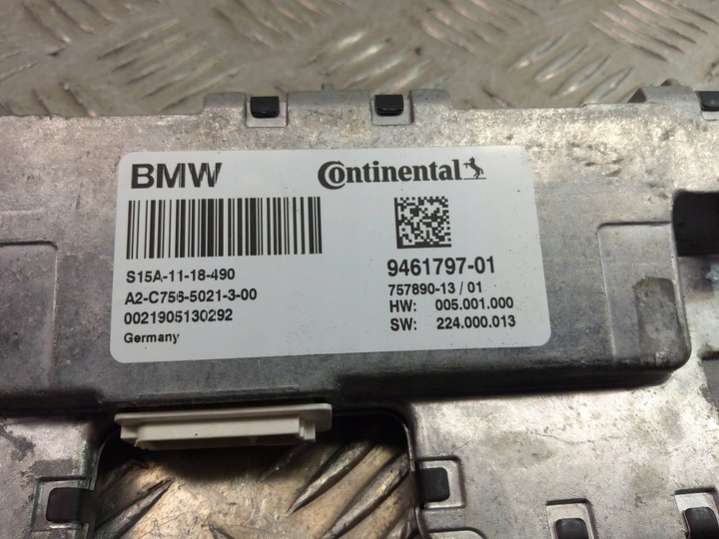 BMW
Continental
S15A-11-18-490
A2-C756-5021-3-00
0021905130292
Germany
9461797-01
757890-13 / 01
HW: 005.001.000
SW: 224.000.013